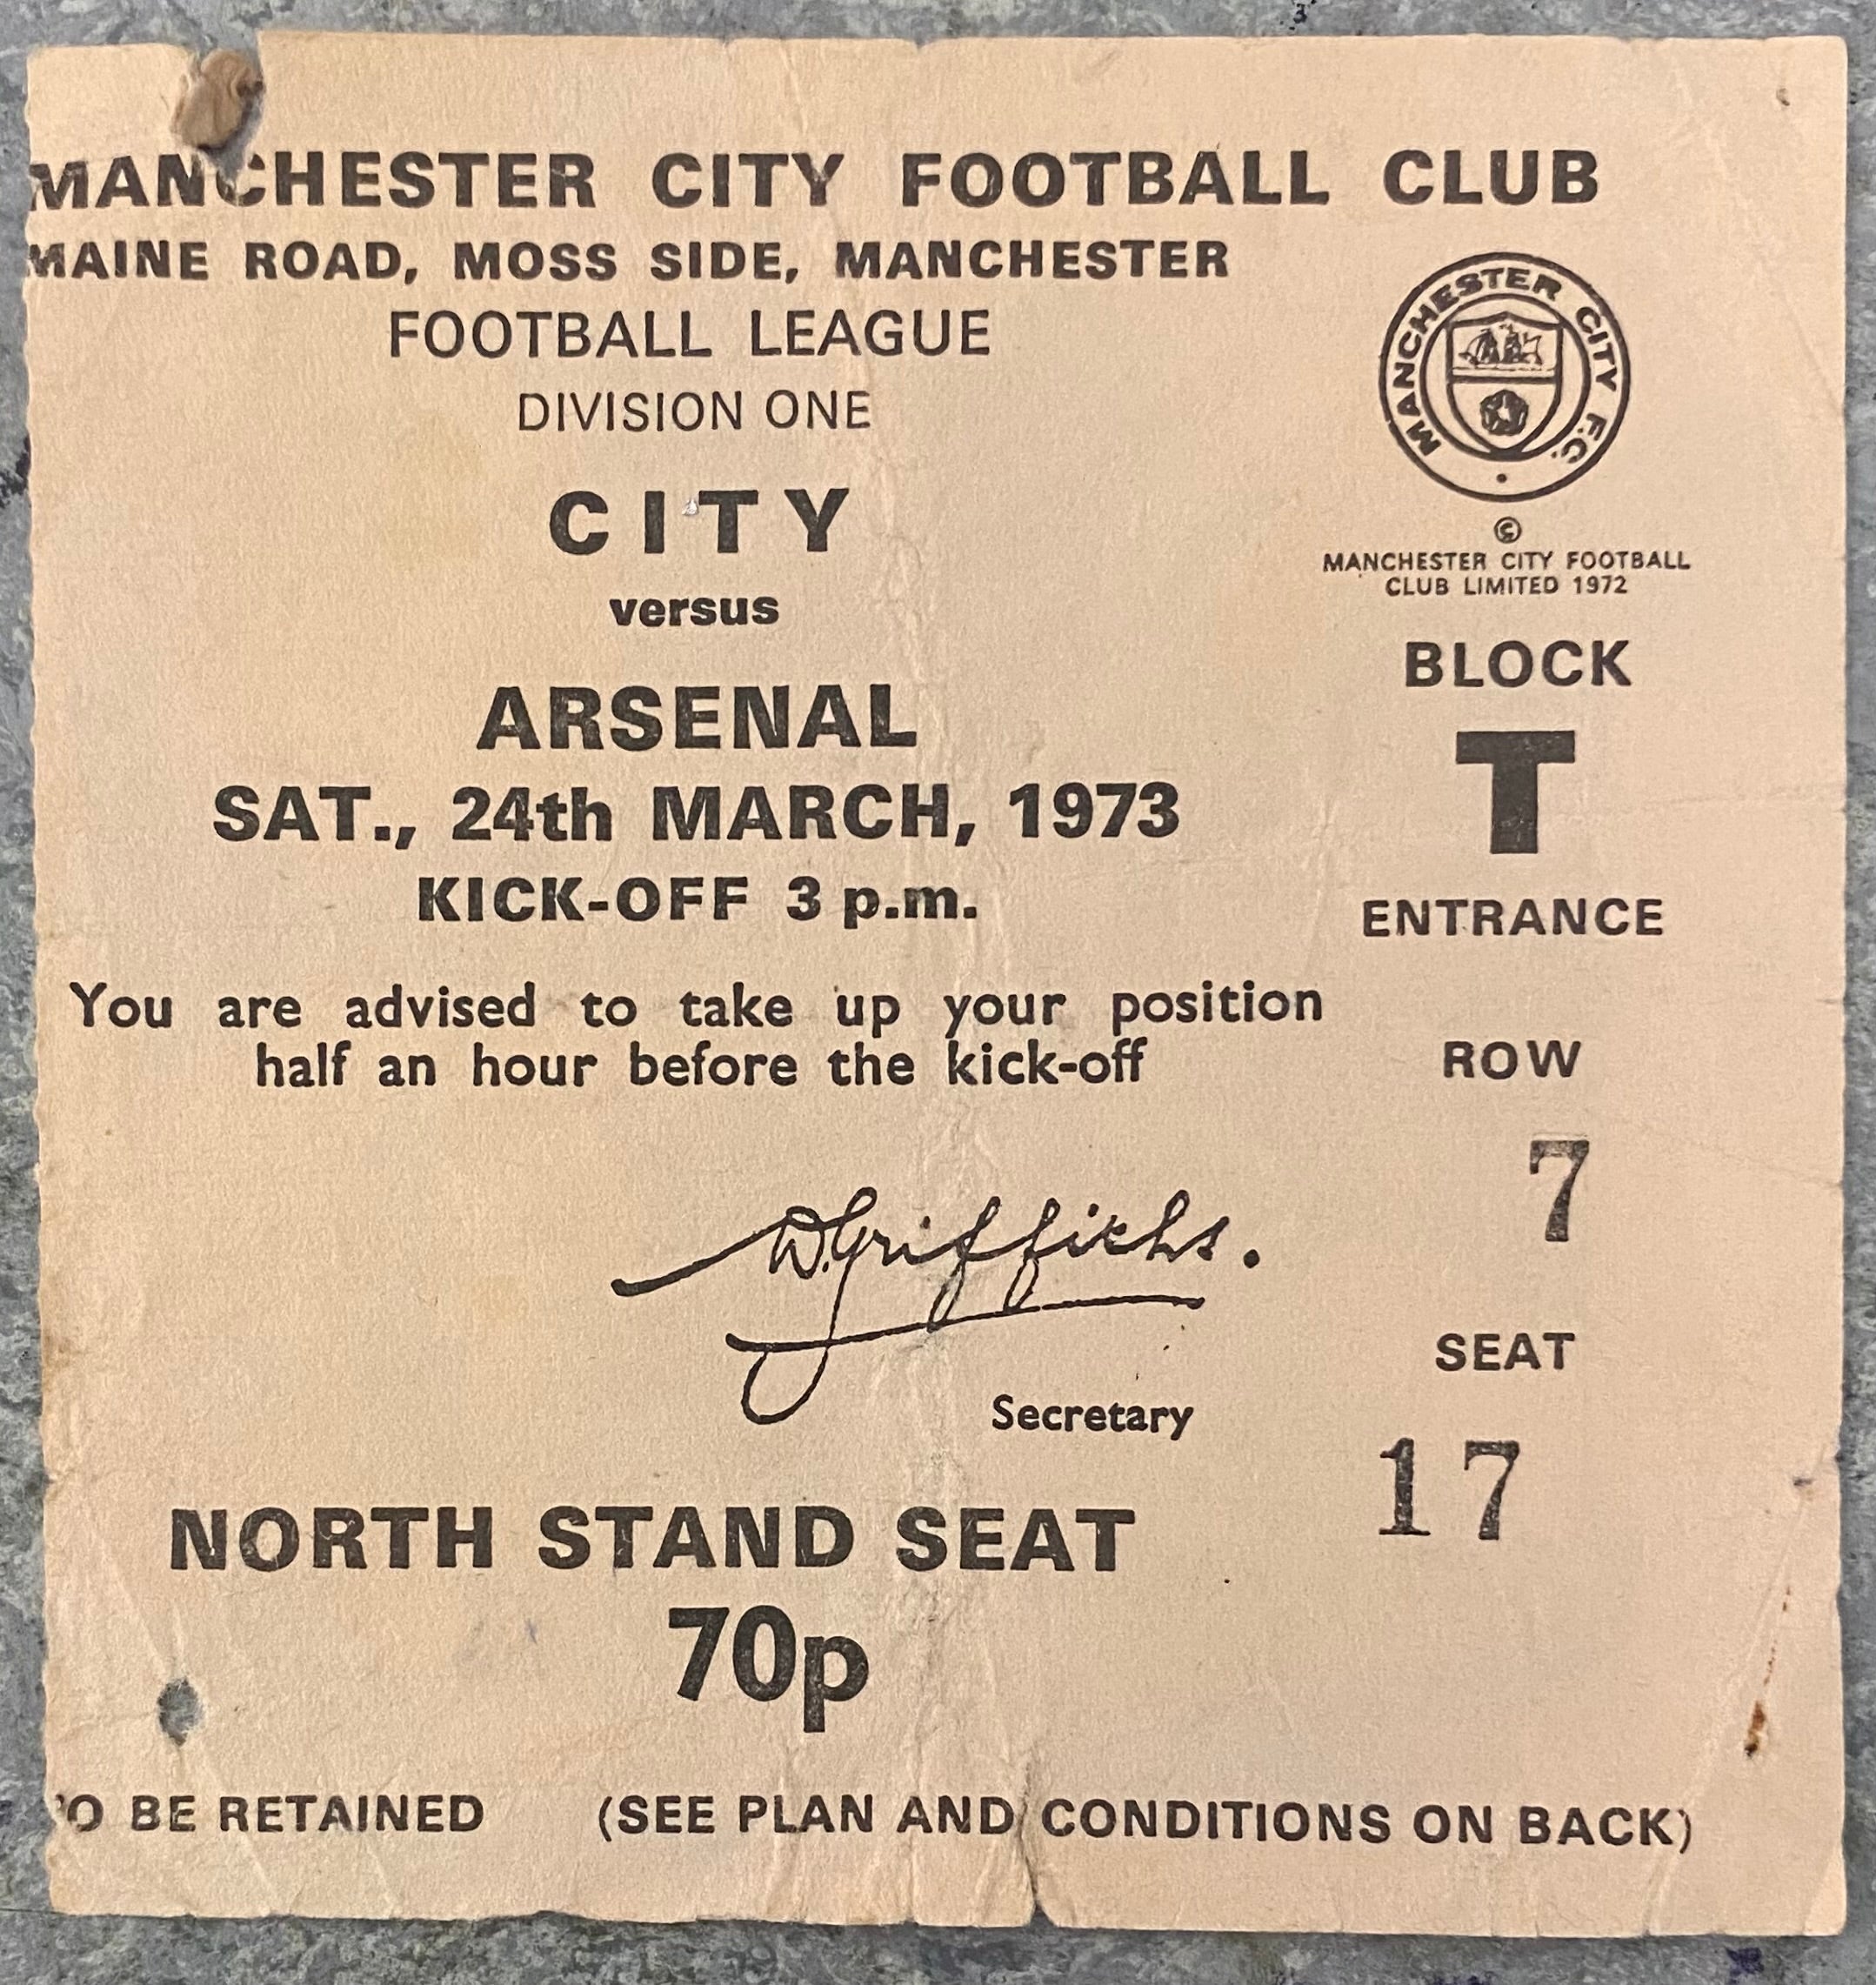 MANCHESTER CITY FOOTBALL CLUB
MAINE ROAD, MOSS SIDE, MANCHESTER
FOOTBALL LEAGUE
DIVISION ONE
CITY
versus
ARSENAL
SAT., 24th MARCH, 1973
KICK-OFF 3 p.m.
You are advised to take up your position
half an hour before the kick-off
W.Griffiths.
Secretary
NORTH STAND SEAT
70p
MANCHESTER CITY F.C.
©
MANCHESTER CITY FOOTBALL
CLUB LIMITED 1972
BLOCK
T
ENTRANCE
ROW
7
SEAT
17
O BE RETAINED (SEE PLAN AND CONDITIONS ON BACK)